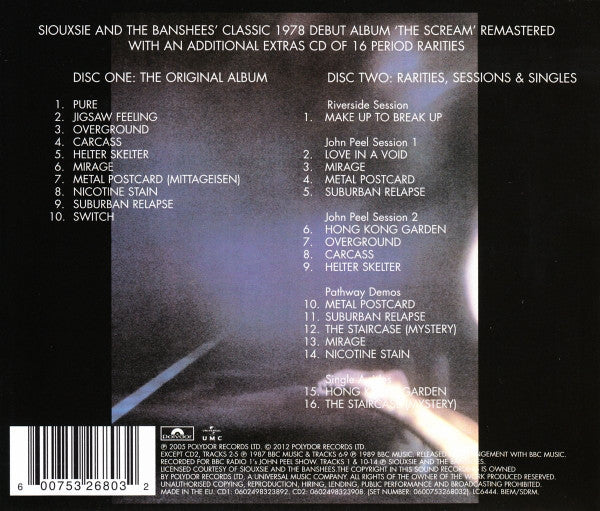 SIOUXSIE AND THE BANSHEES' CLASSIC 1978 DEBUT ALBUM 'THE SCREAM' REMASTERED
WITH AN ADDITIONAL EXTRAS CD OF 16 PERIOD RARITIES
DISC ONE: THE ORIGINAL ALBUM
1. PURE
2. JIGSAW FEELING
3. OVERGROUND
4. CARCASS
5. HELTER SKELTER
6. MIRAGE
7. METAL POSTCARD (MITTAGEISEN)
8. NICOTINE STAIN
9. SUBURBAN RELAPSE
10. SWITCH
DISC TWO: RARITIES, SESSIONS & SINGLES
Riverside Session
1. MAKE UP TO BREAK UP
John Peel Session 1
2. LOVE IN A VOID
3. MIRAGE
4. METAL POSTCARD
5. SUBURBAN RELAPSE
John Peel Session 2
6. HONG KONG GARDEN
7. OVERGROUND
8. CARCASS
9. HELTER SKELTER
Pathway Demos
10. METAL POSTCARD
11. SUBURBAN RELAPSE
12. THE STAIRCASE (MYSTERY)
13. MIRAGE
14. NICOTINE STAIN
Single
15. HONG KONG GARDEN
16. THE STAIRCASE (MYSTERY)
polydor
UMC
℗ 2005 POLYDOR RECORDS LTD. © 2012 POLYDOR RECORDS LTD.
EXCEPT CD2, TRACKS 2-5 ℗ 1987 BBC MUSIC & TRACKS 6-9 ℗ 1989 BBC MUSIC. RELEASED BY ARRANGEMENT WITH BBC MUSIC.
RECORDED FOR BBC RADIO 1's JOHN PEEL SHOW. TRACKS 1 & 10-14 ℗ SIOUXSIE AND THE BANSHEES.
LICENSED COURTESY OF SIOUXSIE AND THE BANSHEES.THE COPYRIGHT IN THIS SOUND RECORDING IS OWNED
BY POLYDOR LTD. A UNIVERSAL MUSIC COMPANY. ALL RIGHTS OF THE OWNER OF THE WORK PRODUCED RESERVED.
UNAUTHORISED COPYING, REPRODUCTION, HIRING, LENDING, PUBLIC PERFORMANCE AND BROADCASTING PROHIBITED.
MADE IN THE EU. CD1: 0602498323892. CD2: 0602498323908. (SET NUMBER: 0600753268032) LC6444. BIEM/SDRM.
6 00753 26803 2